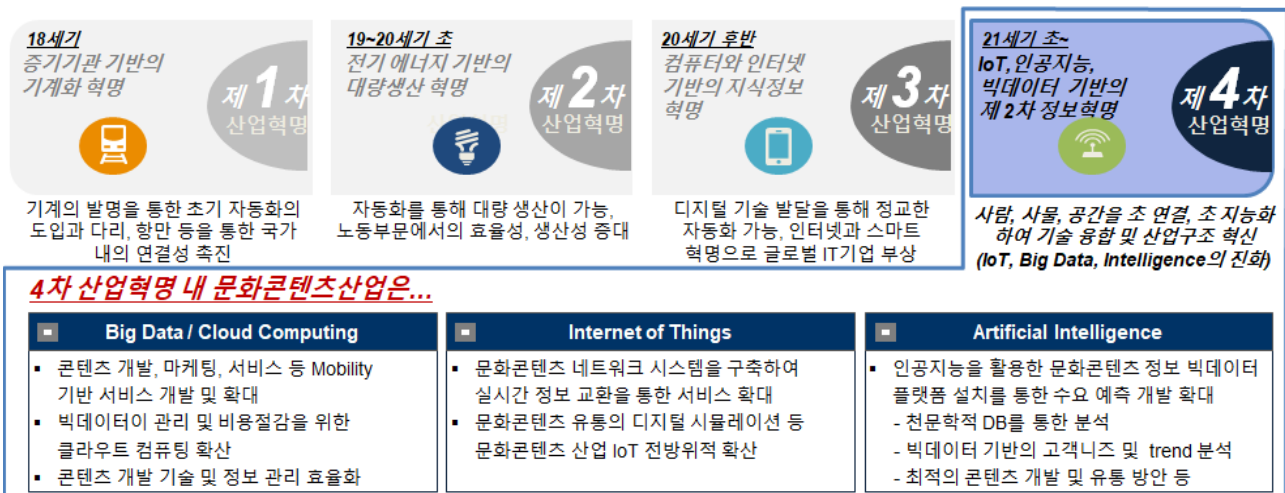 18세기
증기기관 기반의
기계화 혁명
제 1 차
산업혁명
기계의 발명을 통한 초기 자동화의
도입과 다리, 항만 등을 통한 국가
내의 연결성 촉진
19~20세기 초
전기 에너지 기반의
대량생산 혁명
제 2 차
산업혁명
자동화를 통해 대량 생산이 가능,
노동부문에서의 효율성, 생산성 증대
20세기 후반
컴퓨터와 인터넷
기반의 지식정보
혁명
제 3 차
산업혁명
디지털 기술 발달을 통해 정교한
자동화 가능, 인터넷과 스마트
혁명으로 글로벌 IT기업 부상
21세기 초~
IoT, 인공지능,
빅데이터 기반의
제 2차 정보혁명
제 4 차
산업혁명
사람, 사물, 공간을 초 연결, 초 지능화
하여 기술 융합 및 산업구조 혁신
(IoT, Big Data, Intelligence의 진화)
4차 산업혁명 내 문화콘텐츠산업은...
Big Data / Cloud Computing
▪ 콘텐츠 개발, 마케팅, 서비스 등 Mobility
기반 서비스 개발 및 확대
▪ 빅데이터이 관리 및 비용절감을 위한
클라우트 컴퓨팅 확산
▪ 콘텐츠 개발 기술 및 정보 관리 효율화
Internet of Things
▪ 문화콘텐츠 네트워크 시스템을 구축하여
실시간 정보 교환을 통한 서비스 확대
▪ 문화콘텐츠 유통의 디지털 시뮬레이션 등
문화콘텐츠 산업 IoT 전방위적 확산
Artificial Intelligence
▪ 인공지능을 활용한 문화콘텐츠 정보 빅데이터
플랫폼 설치를 통한 수요 예측 개발 확대
- 천문학적 DB를 통한 분석
- 빅데이터 기반의 고객니즈 및 trend 분석
- 최적의 콘텐츠 개발 및 유통 방안 등